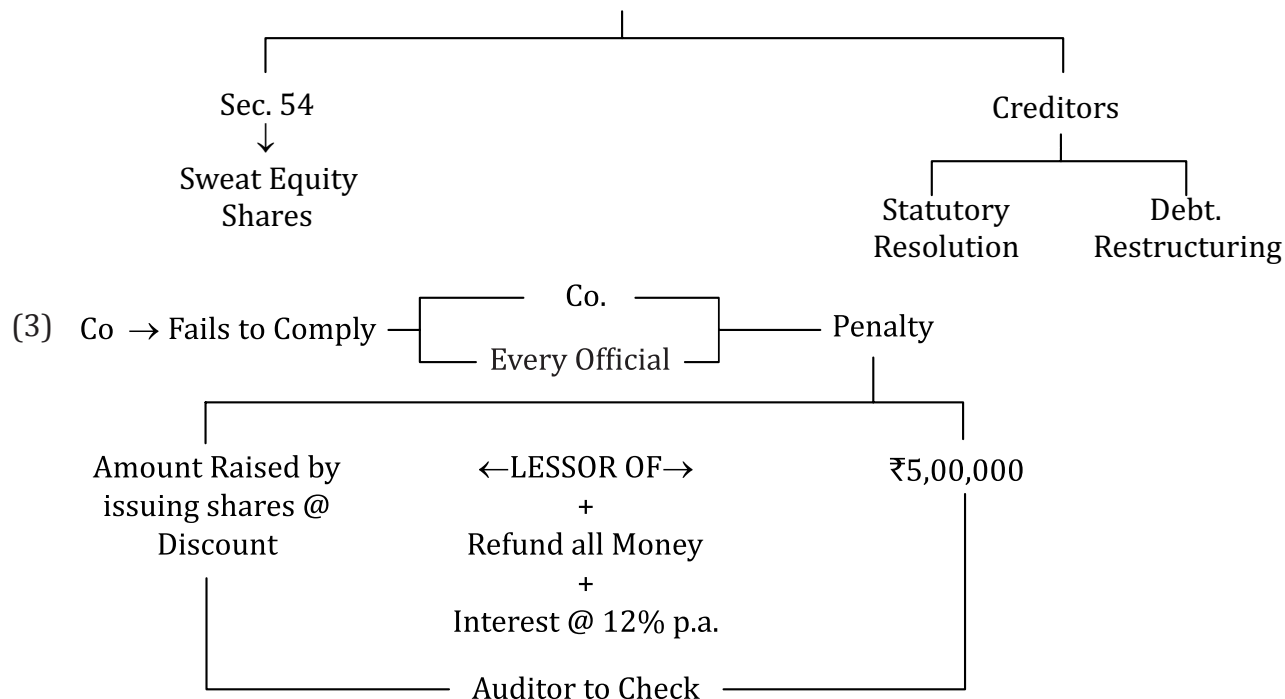 Sec. 54
Creditors
↓
Sweat Equity
Shares
Statutory
Resolution
Debt.
Restructuring
(3) Co → Fails to Comply
Co.
Every Official
Penalty
Amount Raised by
issuing shares @
Discount
←LESSOR OF→
+
Refund all Money
+
Interest @ 12% p.a.
₹5,00,000
Auditor to Check